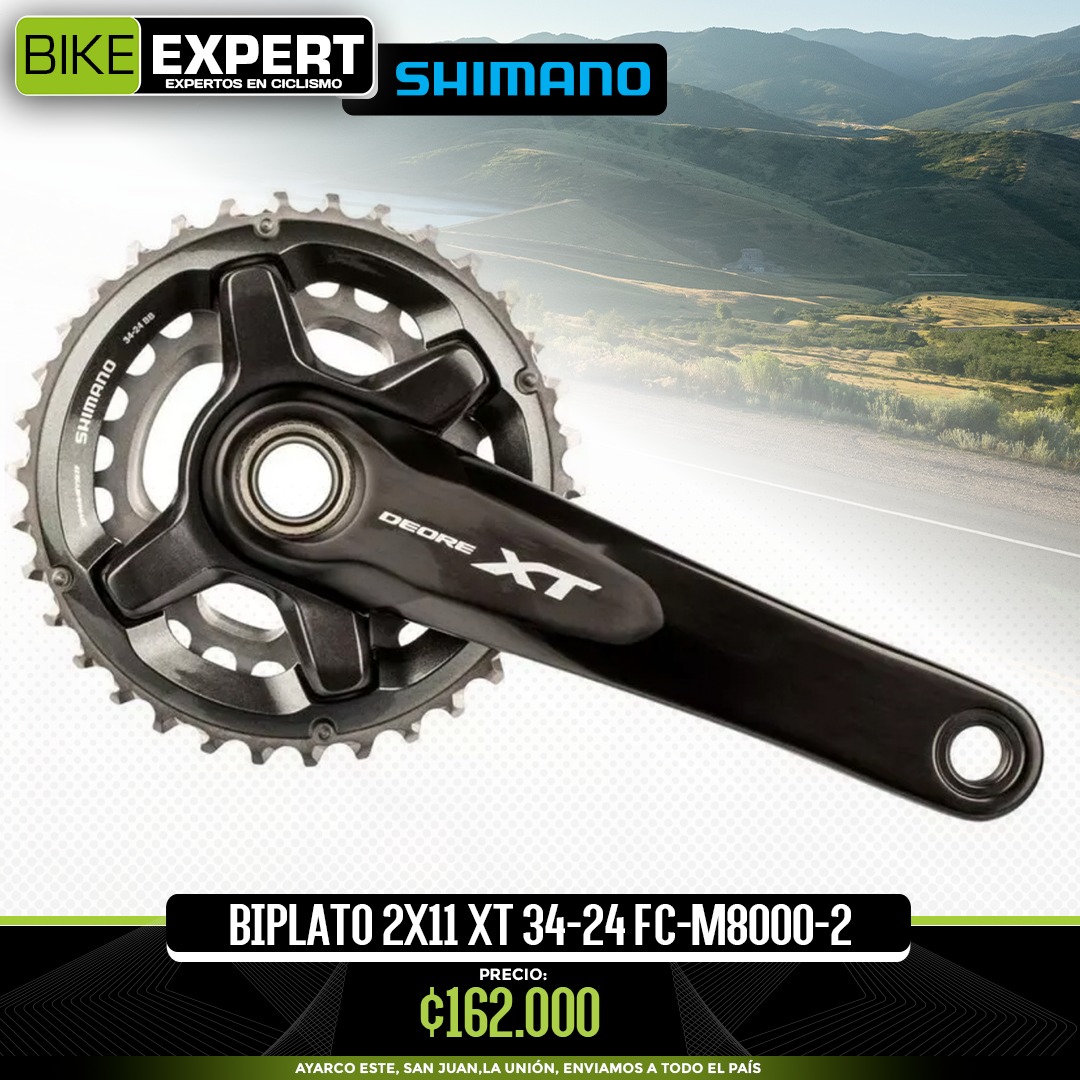 BIKE EXPERT
EXPERTOS EN CICLISMO
SHIMANO
34-24 BB
SHIMANO
DEORE XT
BIPLATO 2X11 XT 34-24 FC-M8000-2
PRECIO:
₵162.000
AYARCO ESTE, SAN JUAN,LA UNIÓN, ENVIAMOS A TODO EL PAÍS